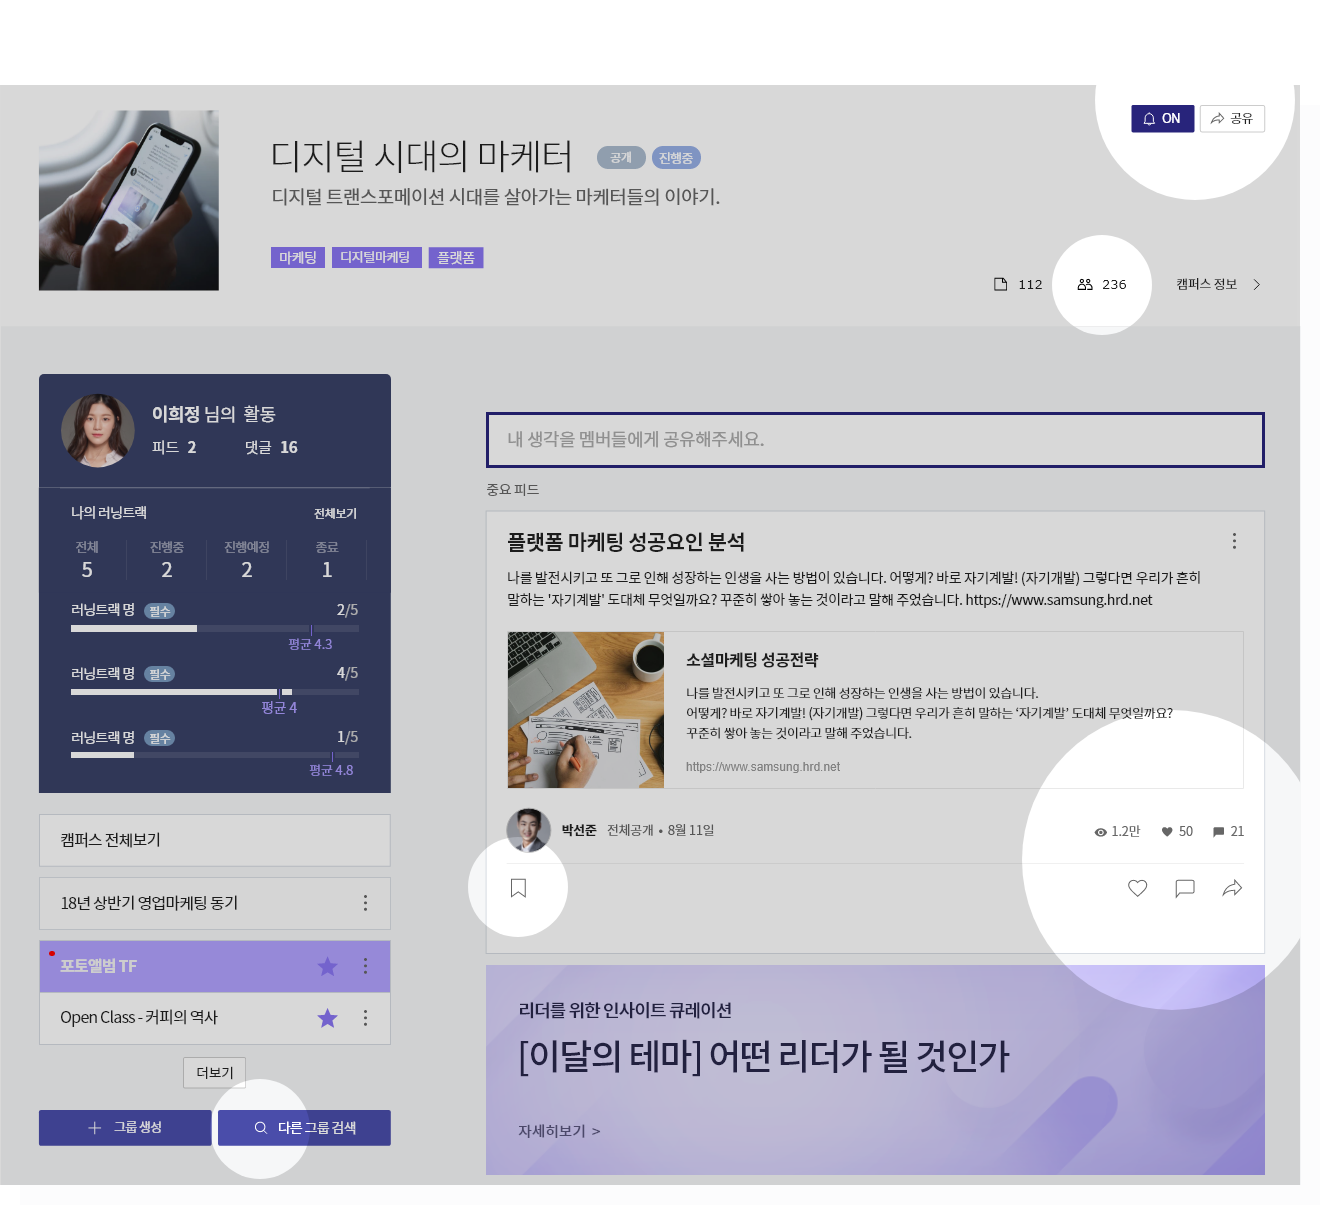 ON
공유
디지털 시대의 마케터
공개
진행중
디지털 트랜스포메이션 시대를 살아가는 마케터들의 이야기.
마케팅
디지털마케팅
플랫폼
112
236
캠퍼스 정보
이희정 님의 활동
피드 2
댓글 16
나의 러닝트랙
전체보기
전체
5
진행중
2
진행예정
2
종료
1
러닝트랙 명
필수
2/5
평균 4.3
러닝트랙 명
필수
4/5
평균 4
러닝트랙 명
필수
1/5
평균 4.8
캠퍼스 전체보기
18년 상반기 영업마케팅 동기
포토앨범 TF
Open Class - 커피의 역사
더보기
그룹 생성
다른 그룹 검색
내 생각을 멤버들에게 공유해주세요.
중요 피드
플랫폼 마케팅 성공요인 분석
나를 발전시키고 또 그로 인해 성장하는 인생을 사는 방법이 있습니다. 어떻게? 바로 자기계발! (자기개발) 그렇다면 우리가 흔히
말하는 '자기계발' 도대체 무엇일까요? 꾸준히 쌓아 놓는 것이라고 말해 주었습니다. https://www.samsung.hrd.net
소셜마케팅 성공전략
나를 발전시키고 또 그로 인해 성장하는 인생을 사는 방법이 있습니다.
어떻게? 바로 자기계발! (자기개발) 그렇다면 우리가 흔히 말하는 ‘자기계발’ 도대체 무엇일까요?
꾸준히 쌓아 놓는 것이라고 말해 주었습니다.
https://www.samsung.hrd.net
박선준 전체공개 • 8월 11일
1.2만
50
21
리더를 위한 인사이트 큐레이션
[이달의 테마] 어떤 리더가 될 것인가
자세히보기 >